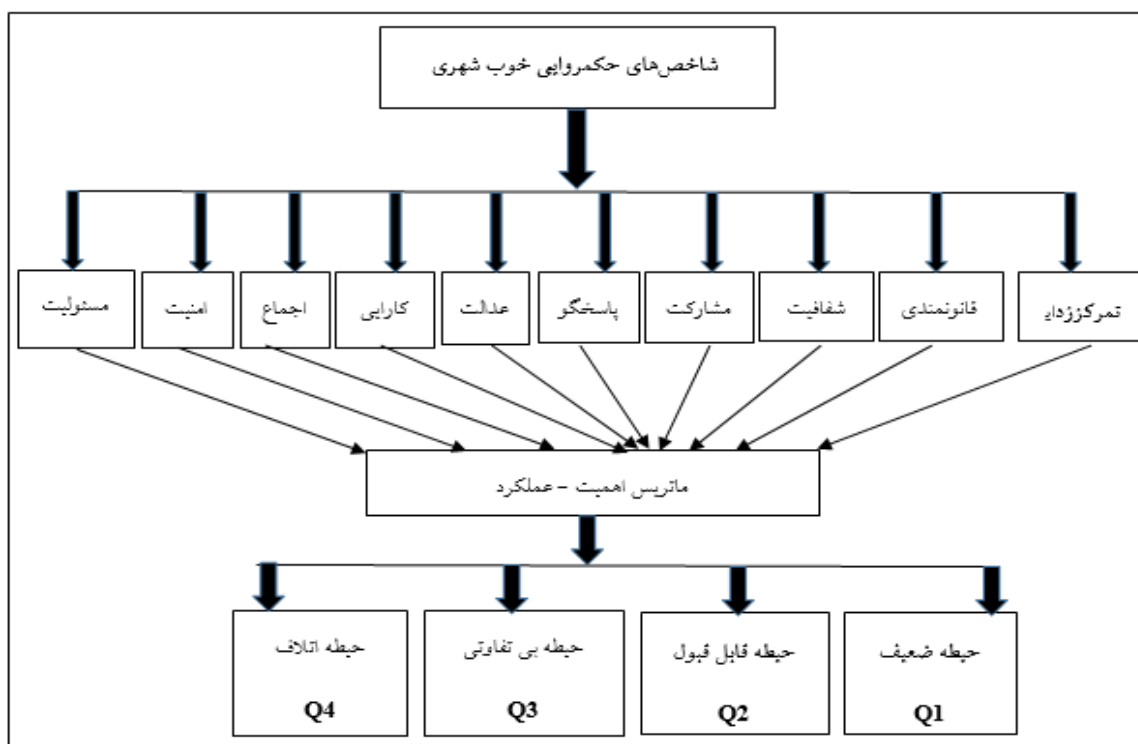 شاخص‌های حکمروایی خوب شهری
تمرکززدای
قانونمندی
شفافیت
مشارکت
پاسخگو
عدالت
کارایی
اجماع
امنیت
مسئولیت
ماتریس اهمیت – عملکرد
حیطه ضعیف
Q1
حیطه قابل قبول
Q2
حیطه بی تفاوتی
Q3
حیطه اتلاف
Q4